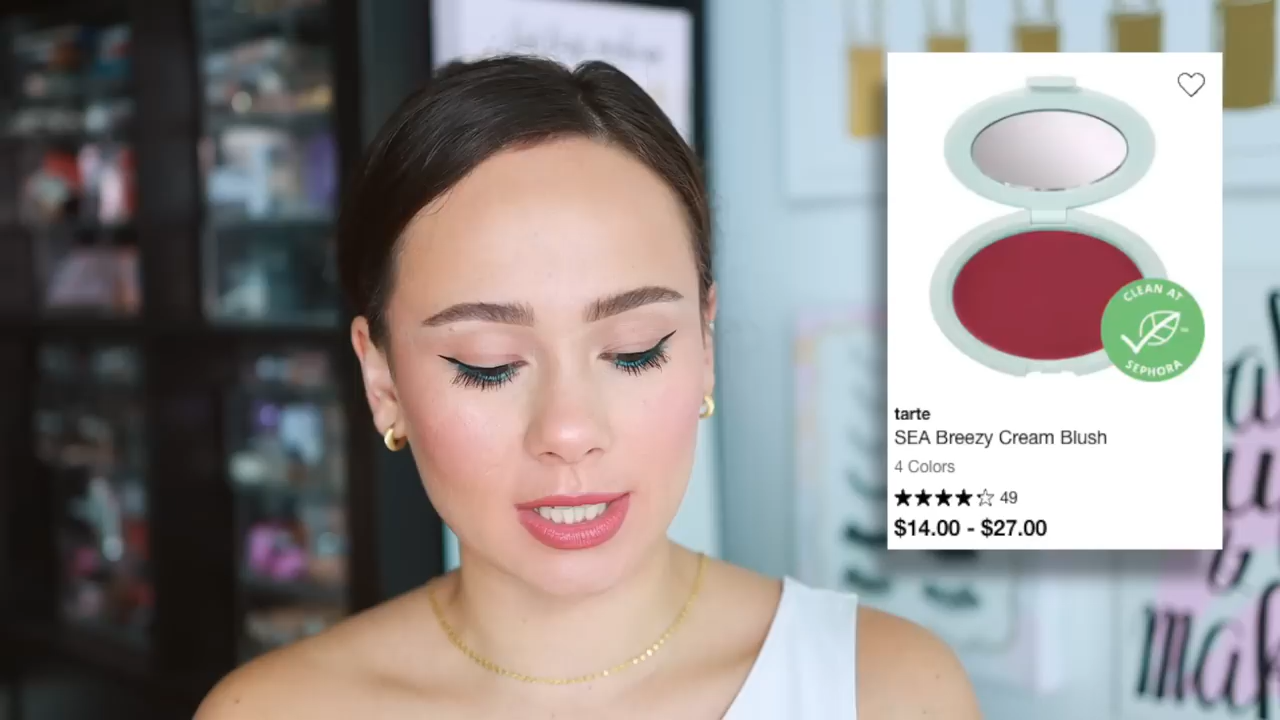 CLEAN AT
SEPHORA
tarte
SEA Breezy Cream Blush
4 Colors
49
$14.00 - $27.00